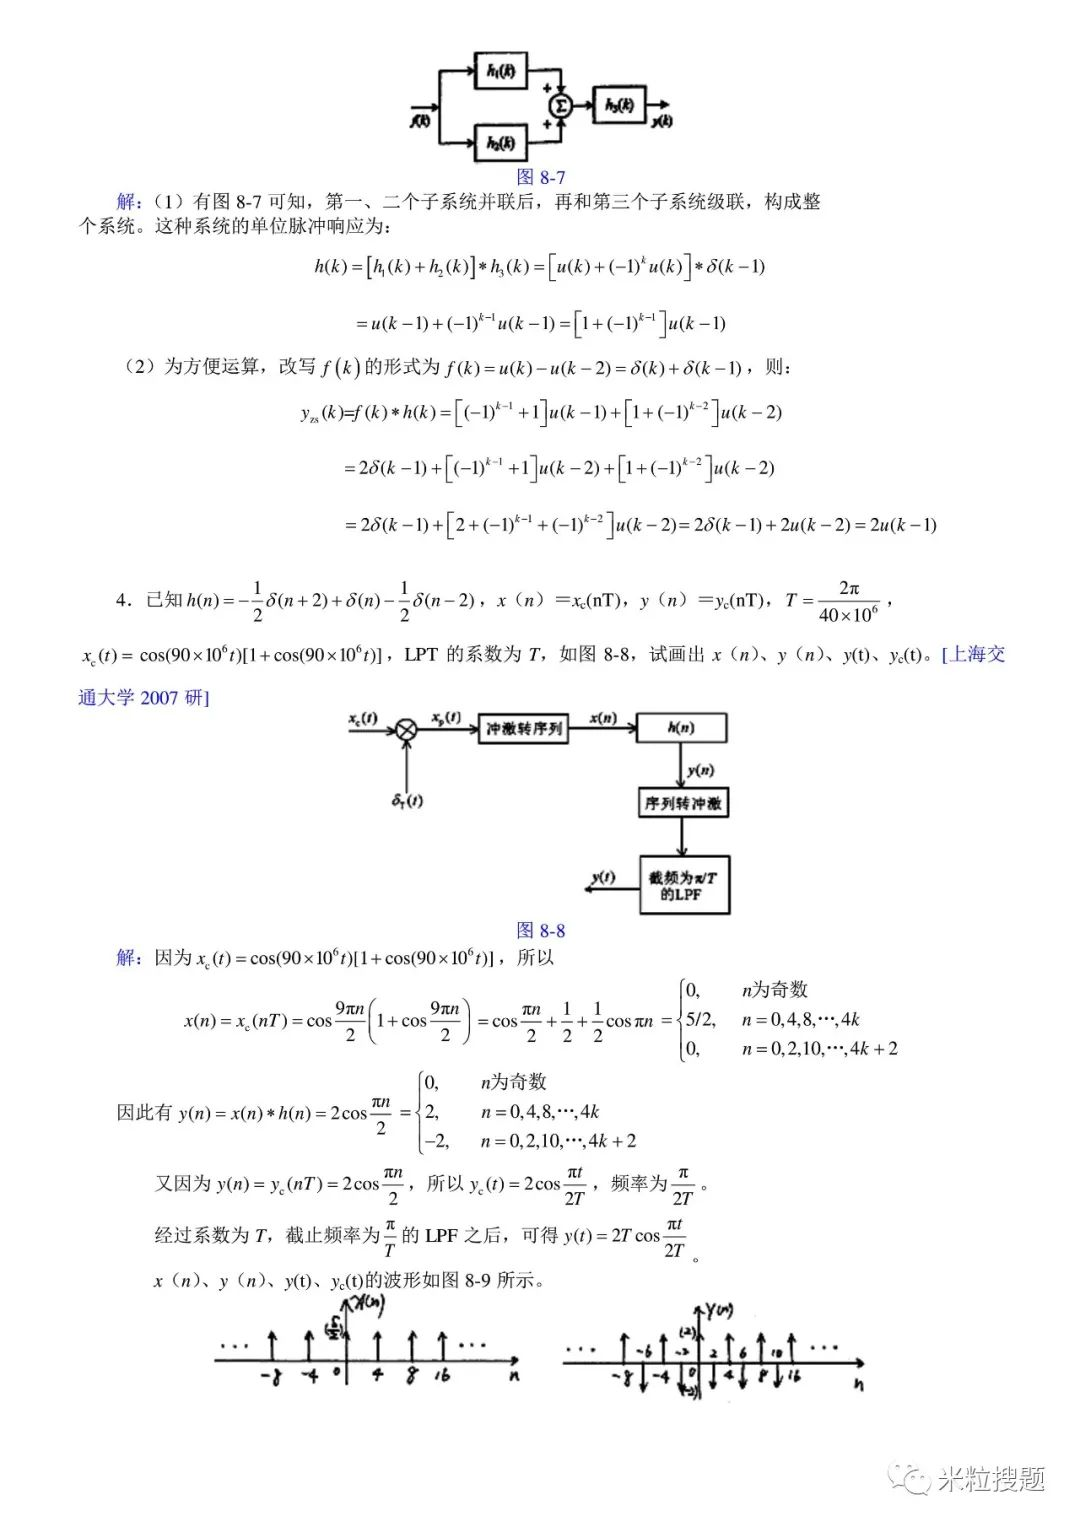 f(k) h₁(k) h₂(k) + + Σ h₃(k) y(k)
图 8-7
解:（1）有图 8-7 可知，第一、二个子系统并联后，再和第三个子系统级联，构成整
个系统。这种系统的单位脉冲响应为:
h(k) = [h₁(k) + h₂(k)] * h₃(k) = [u(k) + (−1)^k u(k)] * δ(k−1)
= u(k−1) + (−1)^{k−1} u(k−1) = [1 + (−1)^{k−1}] u(k−1)
（2）为方便运算，改写 f(k) 的形式为 f(k) = u(k) − u(k−2) = δ(k) + δ(k−1)，则:
y_zs(k)=f(k) * h(k) = [(−1)^{k−1} + 1] u(k−1) + [1 + (−1)^{k−2}] u(k−2)
= 2δ(k−1) + [(−1)^{k−1} + 1] u(k−2) + [1 + (−1)^{k−2}] u(k−2)
= 2δ(k−1) + [2 + (−1)^{k−1} + (−1)^{k−2}] u(k−2) = 2δ(k−1) + 2u(k−2) = 2u(k−1)
4．已知 h(n) = −1/2 δ(n+2) + δ(n) − 1/2 δ(n−2)，x（n）＝x_c(nT)，y（n）＝y_c(nT)，T = 2π/(40×10⁶)，
x_c(t) = cos(90×10⁶t)[1+cos(90×10⁶t)]，LPT 的系数为 T，如图 8-8，试画出 x（n）、y（n）、y(t)、y_c(t)。[上海交
通大学 2007 研]
x_c(t) x_p(t) 冲激转序列 x(n) h(n)
δ_T(t)
y(n)
序列转冲激
y(t) 截频为π/T
的LPF
图 8-8
解: 因为 x_c(t) = cos(90×10⁶t)[1+cos(90×10⁶t)]，所以
x(n) = x_c(nT) = cos 9πn/2 (1 + cos 9πn/2) = cos πn/2 + 1/2 + 1/2 cos πn = { 0, n为奇数
5/2, n = 0,4,8,⋯,4k
0, n = 0,2,10,⋯,4k+2
因此有 y(n) = x(n) * h(n) = 2cos πn/2 = { 0, n为奇数
2, n = 0,4,8,⋯,4k
−2, n = 0,2,10,⋯,4k+2
又因为 y(n) = y_c(nT) = 2cos πn/2，所以 y_c(t) = 2cos πt/2T，频率为 π/2T。
经过系数为 T，截止频率为 π/T 的 LPF 之后，可得 y(t) = 2T cos πt/2T。
x（n）、y（n）、y(t)、y_c(t)的波形如图 8-9 所示。
X(n) (5/2) ⋯ -8 -4 0 4 8 16 ⋯ n
Y(n) (2) (-2) ⋯ -8 -6 -4 -2 0 2 4 6 8 10 16 ⋯ n
米粒搜题